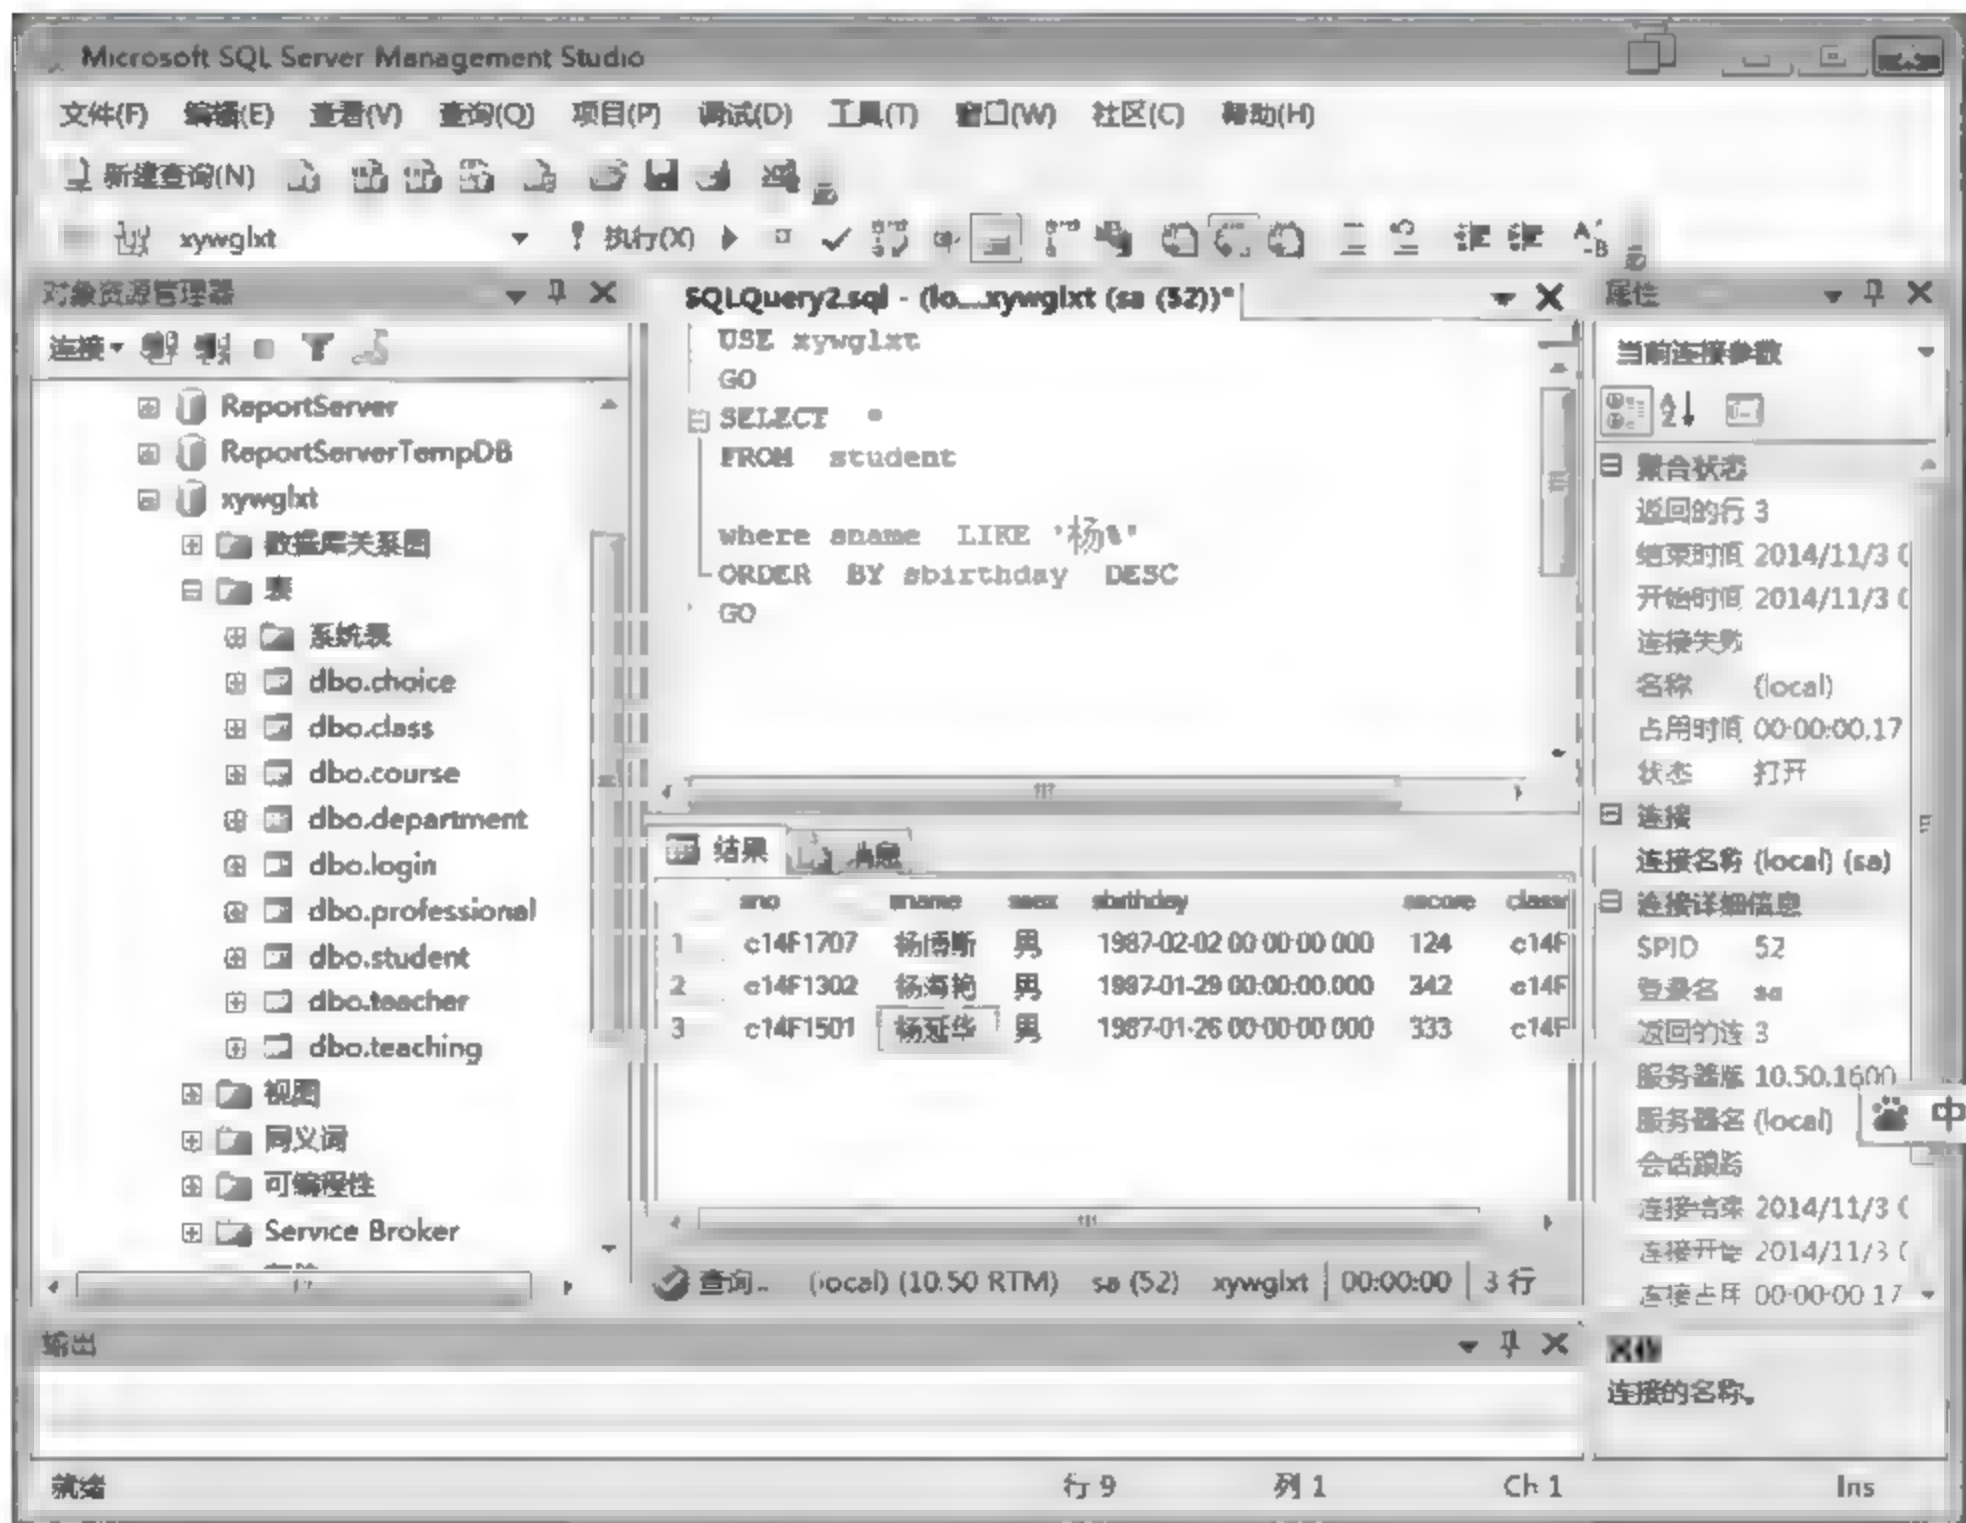 Microsoft SQL Server Management Studio
文件(F) 编辑(E) 查看(V) 查询(Q) 项目(P) 调试(D) 工具(T) 窗口(W) 社区(C) 帮助(H)
新建查询(N)
xywglxt 执行(X)
对象资源管理器
连接
ReportServer
ReportServerTempDB
xywglxt
数据库关系图
表
系统表
dbo.choice
dbo.class
dbo.course
dbo.department
dbo.login
dbo.professional
dbo.student
dbo.teacher
dbo.teaching
视图
同义词
可编程性
Service Broker
SQLQuery2.sql - (lo...xywglxt (sa (52))*
USE xywglxt
GO
SELECT *
FROM student
where sname LIKE '杨%'
ORDER BY sbirthday DESC
GO
结果 消息
sno sname ssex sbirthday sscore class
1 c14F1707 杨博斯 男 1987-02-02 00:00:00.000 124 c14F
2 c14F1302 杨海艳 男 1987-01-29 00:00:00.000 342 c14F
3 c14F1501 杨延华 男 1987-01-26 00:00:00.000 333 c14F
查询... (local) (10.50 RTM) sa (52) xywglxt 00:00:00 3 行
属性
当前连接参数
聚合状态
返回的行 3
结束时间 2014/11/3 0
开始时间 2014/11/3 0
连接失败
名称 (local)
占用时间 00:00:00.17
状态 打开
连接
连接名称 (local) (sa)
连接详细信息
SPID 52
登录名 sa
返回的连 3
服务器版 10.50.1600
服务器名 (local)
会话跟踪
连接结束 2014/11/3 0
连接开始 2014/11/3 0
连接占用 00:00:00.17
中
名称
连接的名称。
输出
就绪 行 9 列 1 Ch 1 Ins